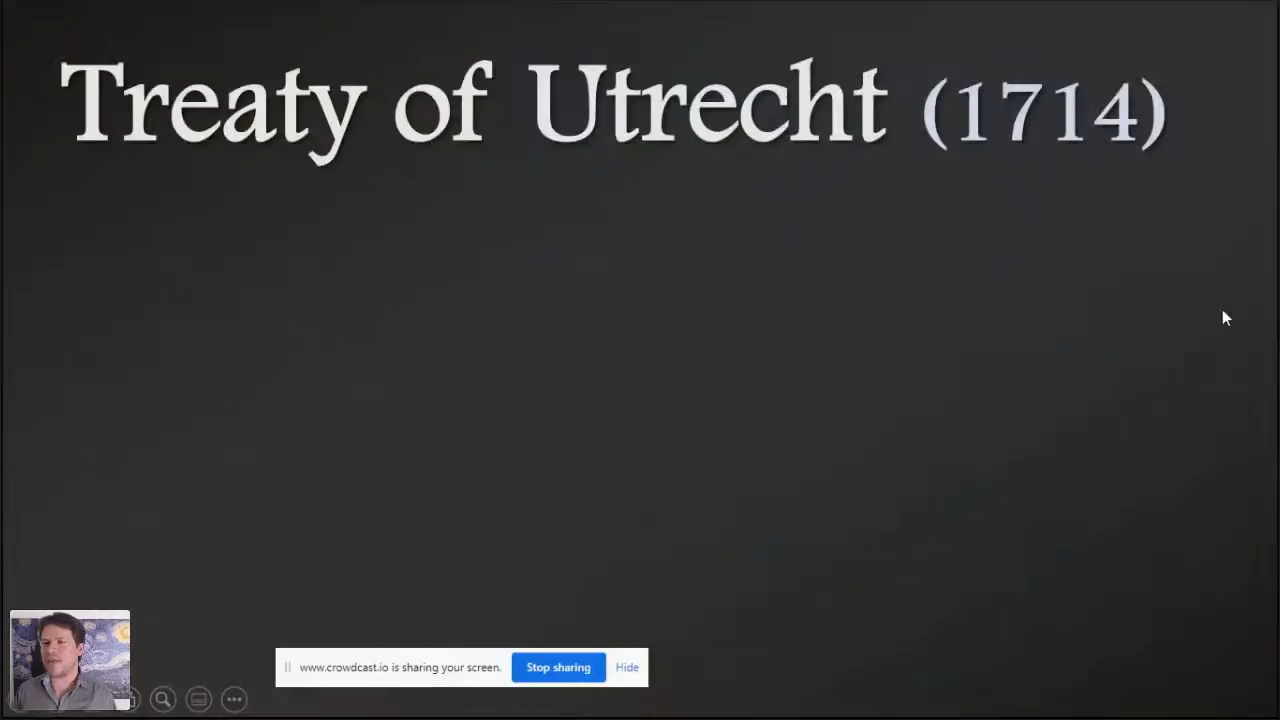 Treaty of Utrecht (1714)
www.crowdcast.io is sharing your screen. Stop sharing Hide